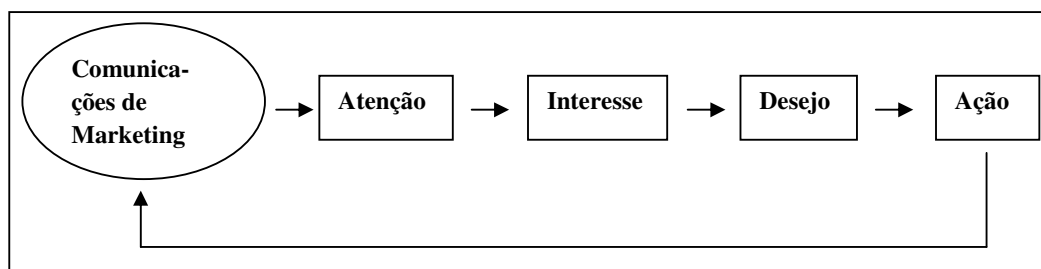 Comunica-
ções de
Marketing
Atenção
Interesse
Desejo
Ação